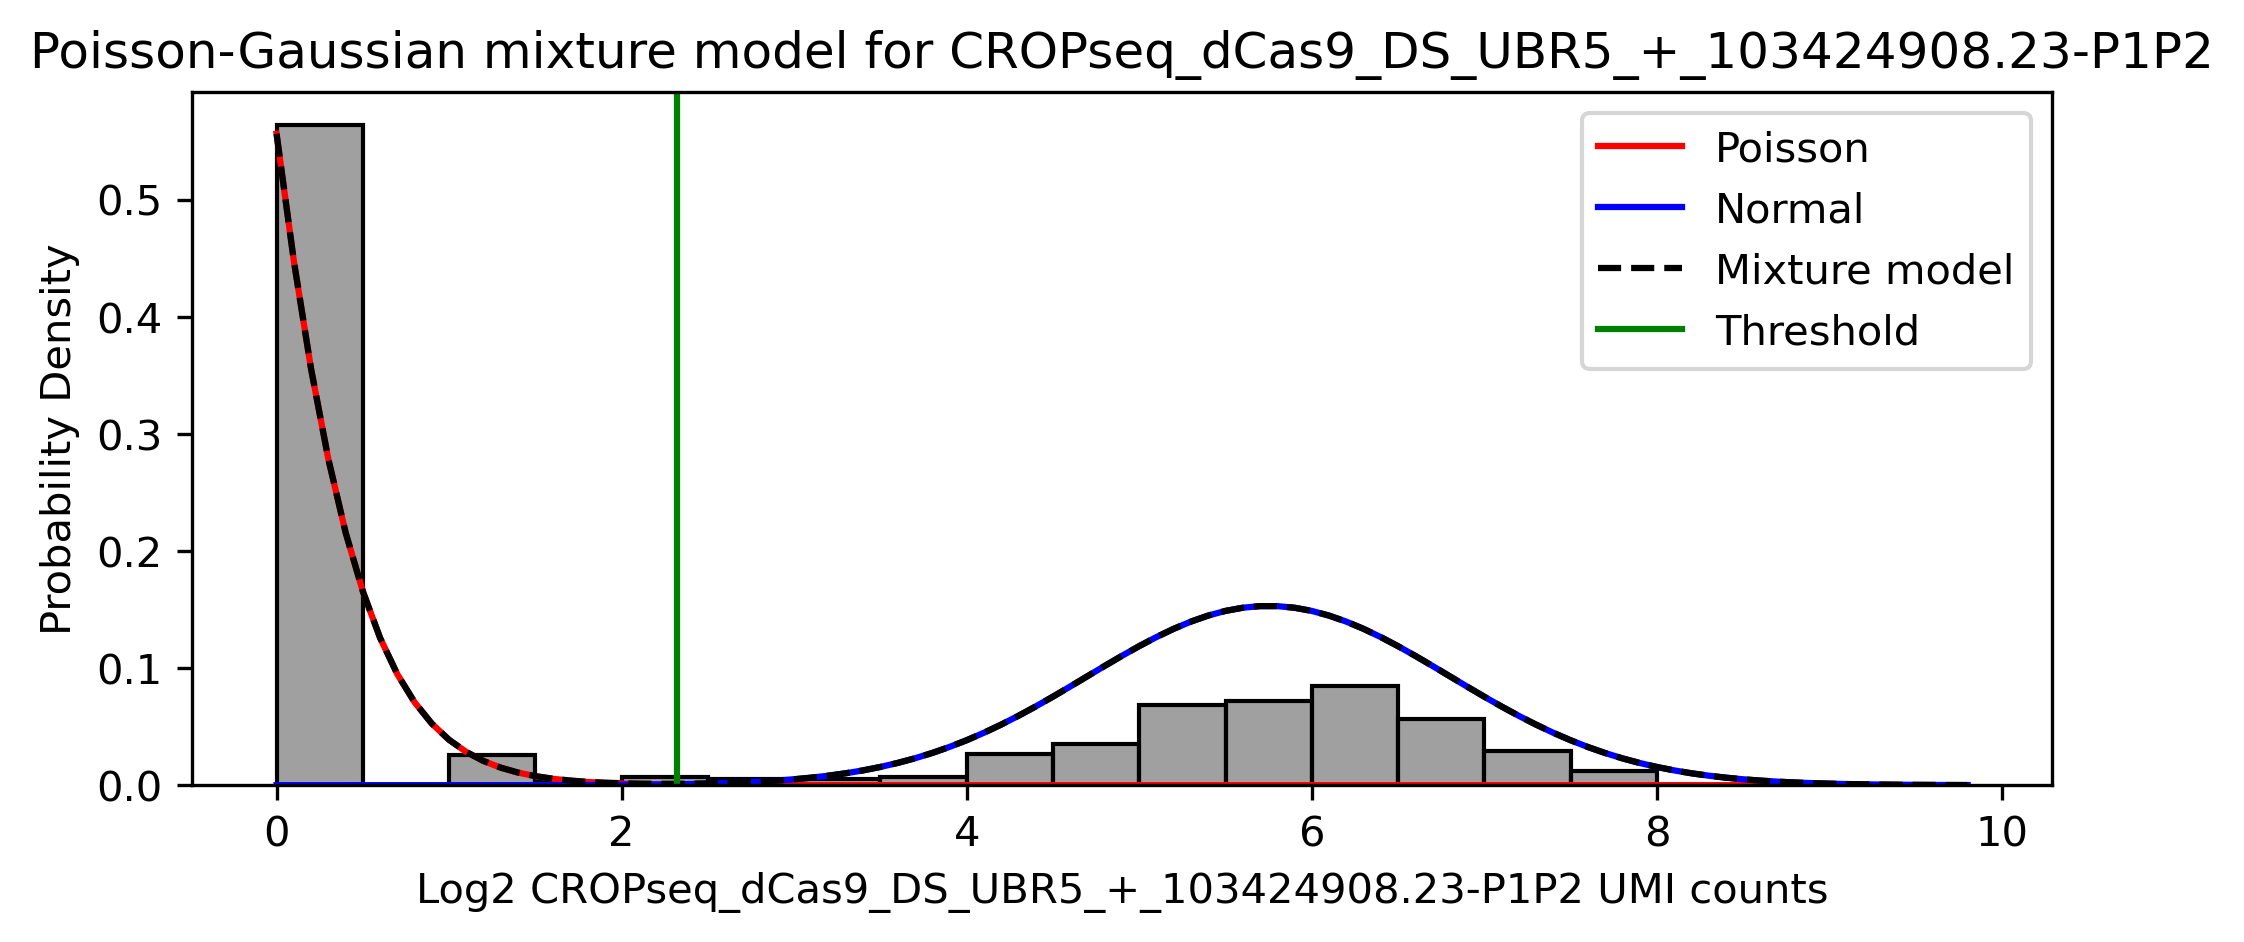 Poisson-Gaussian mixture model for CROPseq_dCas9_DS_UBR5_+_103424908.23-P1P2
Probability Density
0.5
0.4
0.3
0.2
0.1
0.0
Poisson
Normal
Mixture model
Threshold
0 2 4 6 8 10
Log2 CROPseq_dCas9_DS_UBR5_+_103424908.23-P1P2 UMI counts